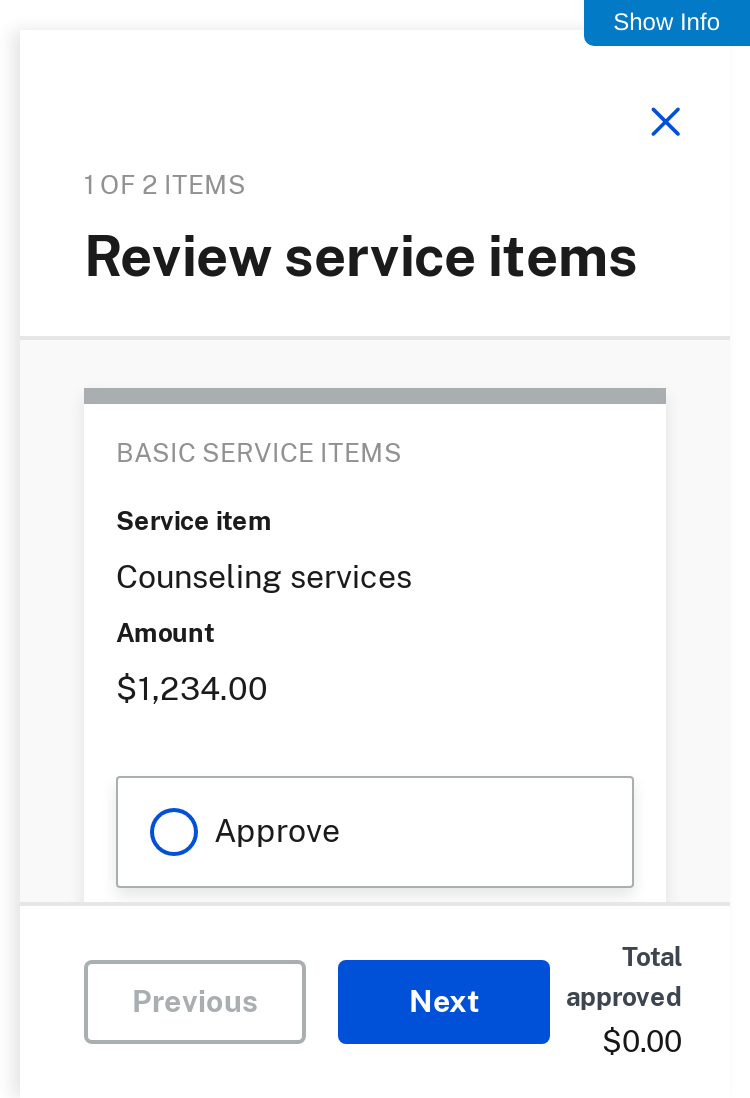 Show Info
1 OF 2 ITEMS
Review service items
BASIC SERVICE ITEMS
Service item
Counseling services
Amount
$1,234.00
Approve
Previous
Next
Total
approved
$0.00